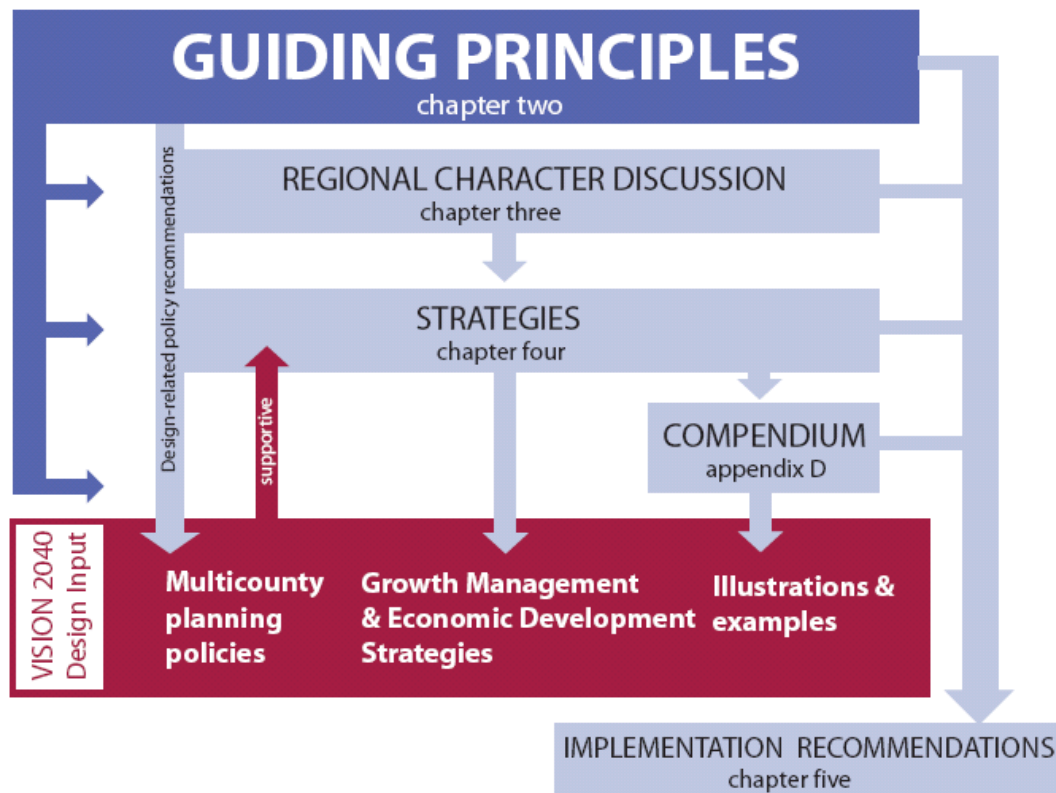 GUIDING PRINCIPLES
chapter two
Design-related policy recommendations
REGIONAL CHARACTER DISCUSSION
chapter three
STRATEGIES
chapter four
supportive
COMPENDIUM
appendix D
VISION 2040
Design Input
Multicounty
planning
policies
Growth Management
& Economic Development
Strategies
Illustrations &
examples
IMPLEMENTATION RECOMMENDATIONS
chapter five